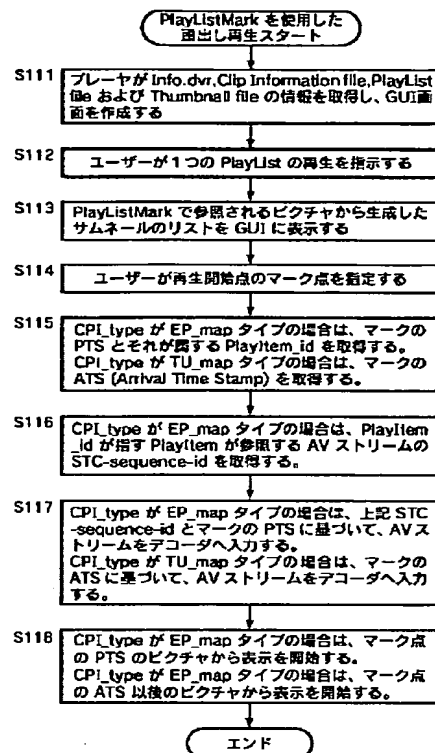 PlayListMark を使用した
頭出し再生スタート
S111
プレーヤが Info.dvr,Clip Information file,PlayList
file および Thumbnail file の情報を取得し、GUI画
面を作成する
S112
ユーザーが1つの PlayList の再生を指示する
S113
PlayListMark で参照されるピクチャから生成した
サムネールのリストを GUI に表示する
S114
ユーザーが再生開始点のマーク点を指定する
S115
CPI_type が EP_map タイプの場合は、マークの
PTS とそれが属する PlayItem_id を取得する。
CPI_type が TU_map タイプの場合は、マークの
ATS (Arrival Time Stamp) を取得する。
S116
CPI_type が EP_map タイプの場合は、PlayItem
_id が指す PlayItem が参照する AV ストリームの
STC-sequence-id を取得する。
S117
CPI_type が EP_map タイプの場合は、上記 STC
-sequence-id とマークの PTS に基づいて、AV ス
トリームをデコーダへ入力する。
CPI_type が TU_map タイプの場合は、マークの
ATS に基づいて、AV ストリームをデコーダへ入力
する。
S118
CPI_type が EP_map タイプの場合は、マーク点
の PTS のピクチャから表示を開始する。
CPI_type が EP_map タイプの場合は、マーク点
の ATS 以後のピクチャから表示を開始する。
エンド